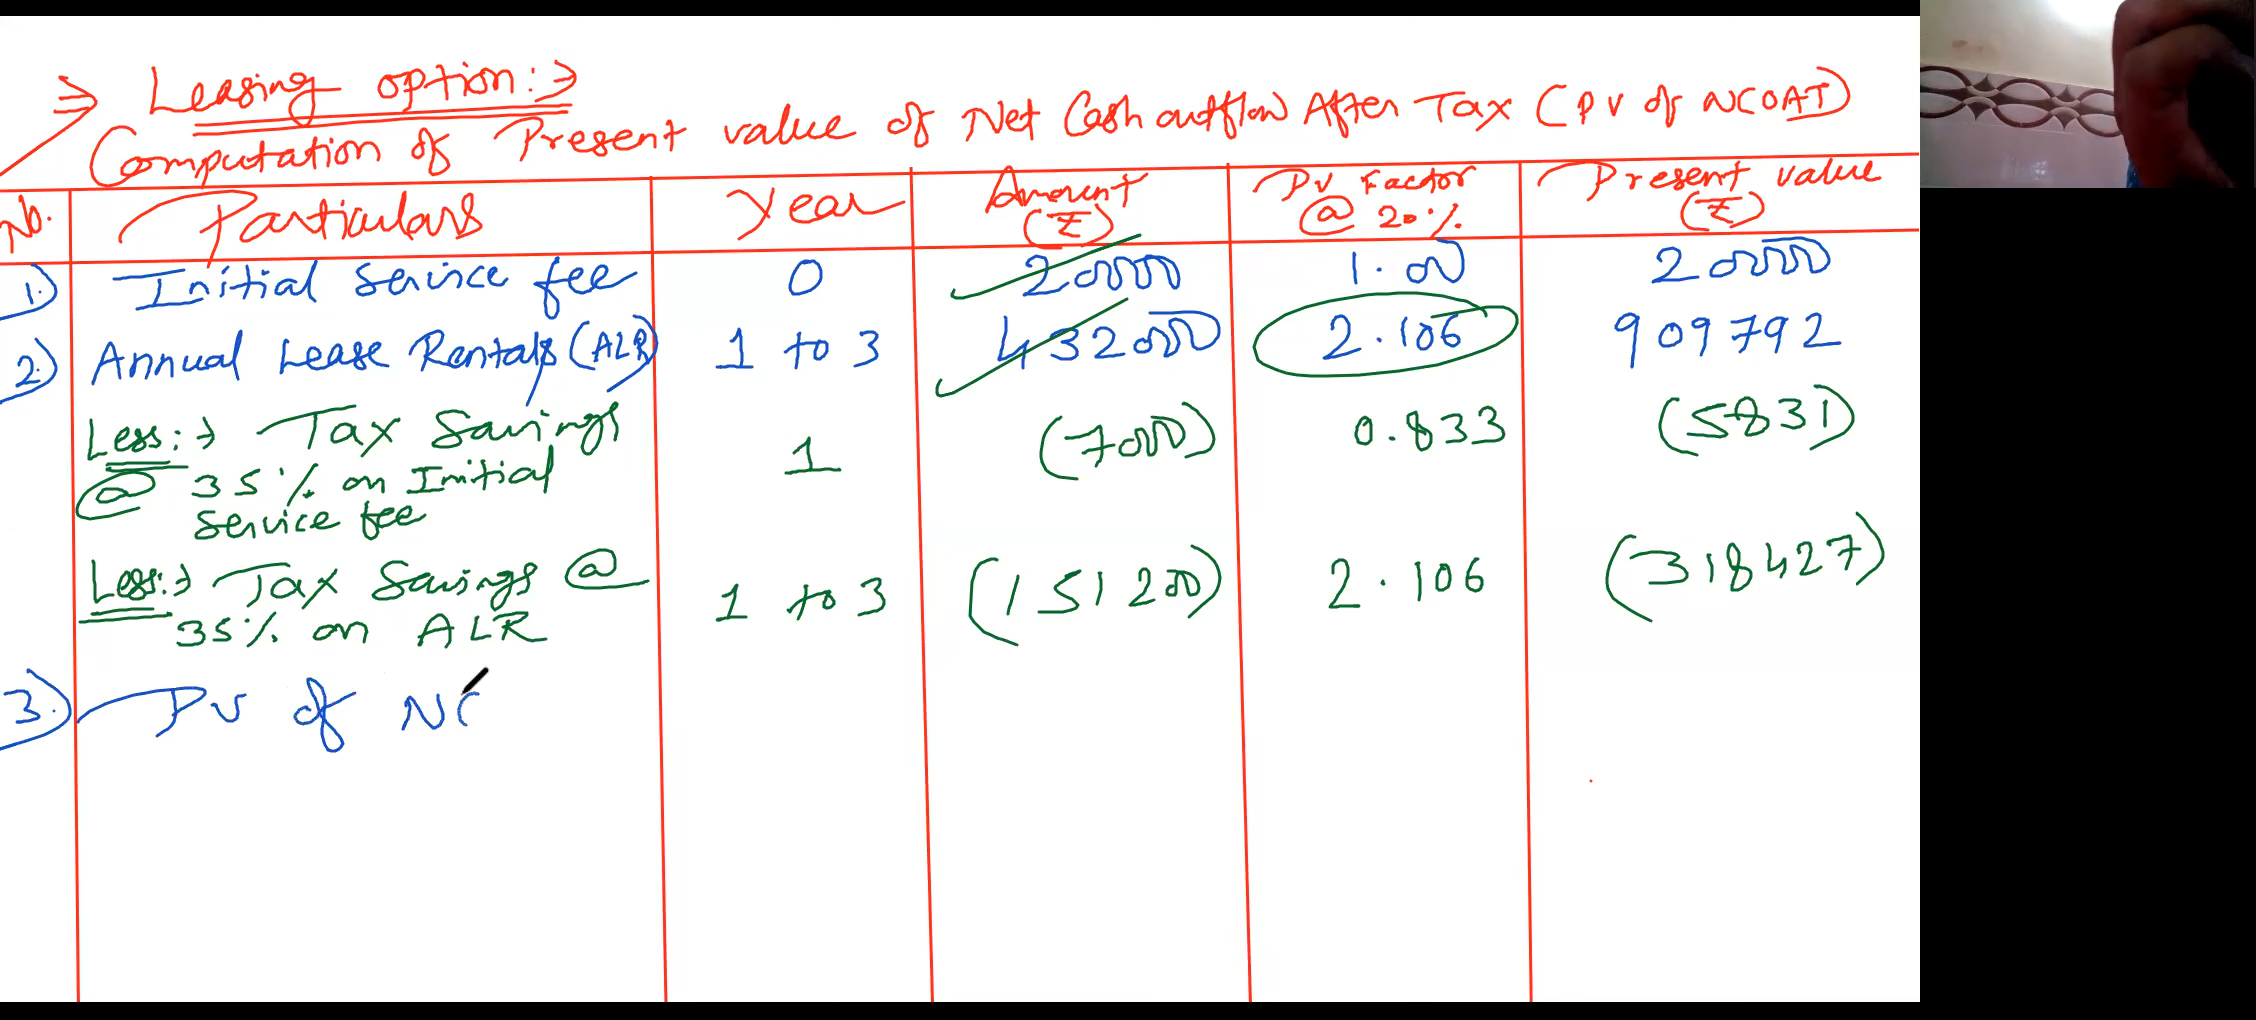 ⇒ Leasing option:→
Computation of Present value of Net Cash outflow After Tax (PV of NCOAT)
No. Particulars Year Amount (₹) PV Factor @ 20% Present value (₹)
1.) Initial Service fee 0 20000 1.00 20000
2.) Annual Lease Rentals (ALR) 1 to 3 432000 2.106 909792
Less:→ Tax Savings @ 35% on Initial Service fee 1 (7000) 0.833 (5831)
Less:→ Tax Savings @ 35% on ALR 1 to 3 (151200) 2.106 (318427)
3.) PV of NC